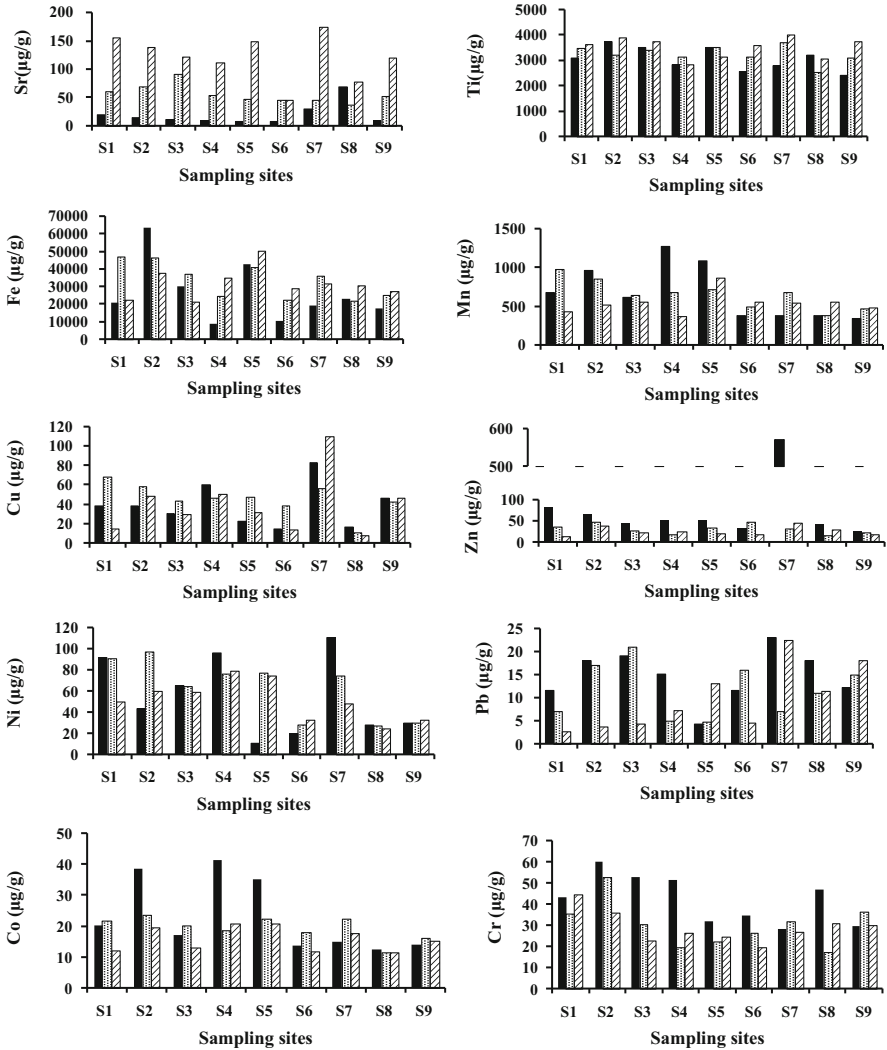 Sr(µg/g)
200
150
100
50
0
S1 S2 S3 S4 S5 S6 S7 S8 S9
Sampling sites
Ti(µg/g)
5000
4000
3000
2000
1000
0
S1 S2 S3 S4 S5 S6 S7 S8 S9
Sampling sites
Fe (µg/g)
70000
60000
50000
40000
30000
20000
10000
0
S1 S2 S3 S4 S5 S6 S7 S8 S9
Sampling sites
Mn (µg/g)
1500
1000
500
0
S1 S2 S3 S4 S5 S6 S7 S8 S9
Sampling sites
Cu (µg/g)
120
100
80
60
40
20
0
S1 S2 S3 S4 S5 S6 S7 S8 S9
Sampling sites
Zn (µg/g)
600
500
100
50
0
S1 S2 S3 S4 S5 S6 S7 S8 S9
Sampling sites
Ni (µg/g)
120
100
80
60
40
20
0
S1 S2 S3 S4 S5 S6 S7 S8 S9
Sampling sites
Pb (µg/g)
25
20
15
10
5
0
S1 S2 S3 S4 S5 S6 S7 S8 S9
Sampling sites
Co (µg/g)
50
40
30
20
10
0
S1 S2 S3 S4 S5 S6 S7 S8 S9
Sampling sites
Cr (µg/g)
70
60
50
40
30
20
10
0
S1 S2 S3 S4 S5 S6 S7 S8 S9
Sampling sites